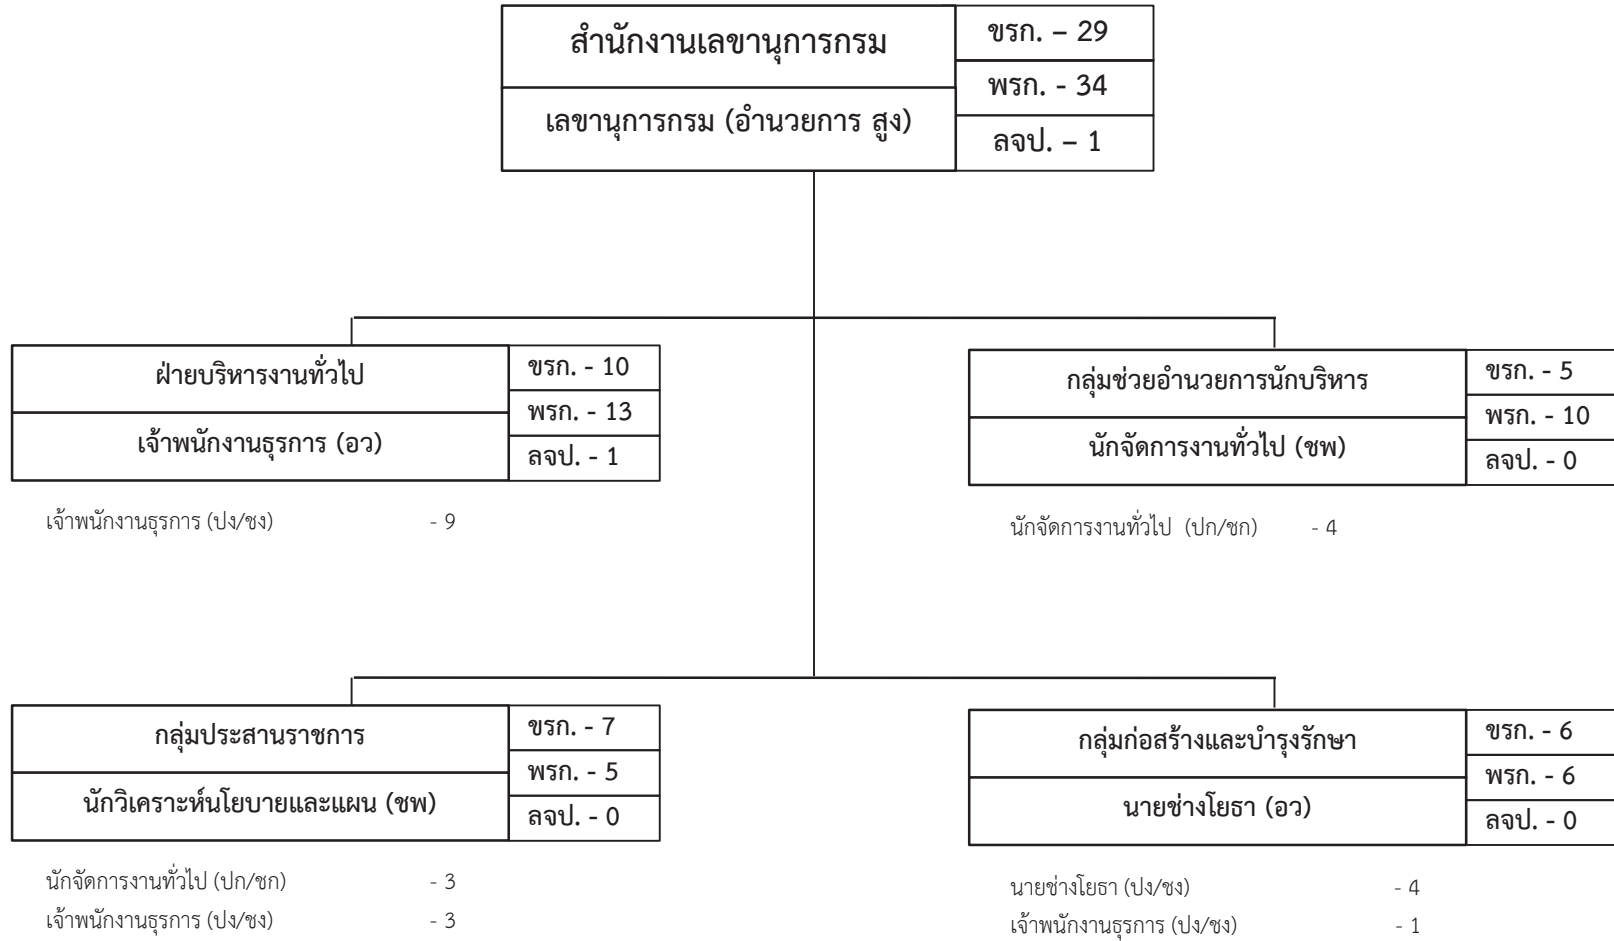 สำนักงานเลขานุการกรม
ขรก. – 29
พรก. - 34
เลขานุการกรม (อำนวยการ สูง)
ลจป. – 1
ฝ่ายบริหารงานทั่วไป
ขรก. - 10
พรก. - 13
เจ้าพนักงานธุรการ (อว)
ลจป. - 1
เจ้าพนักงานธุรการ (ปง/ชง) - 9
กลุ่มช่วยอำนวยการนักบริหาร
ขรก. - 5
พรก. - 10
นักจัดการงานทั่วไป (ชพ)
ลจป. - 0
นักจัดการงานทั่วไป (ปก/ชก) - 4
กลุ่มประสานราชการ
ขรก. - 7
พรก. - 5
นักวิเคราะห์นโยบายและแผน (ชพ)
ลจป. - 0
นักจัดการงานทั่วไป (ปก/ชก) - 3
เจ้าพนักงานธุรการ (ปง/ชง) - 3
กลุ่มก่อสร้างและบำรุงรักษา
ขรก. - 6
พรก. - 6
นายช่างโยธา (อว)
ลจป. - 0
นายช่างโยธา (ปง/ชง) - 4
เจ้าพนักงานธุรการ (ปง/ชง) - 1